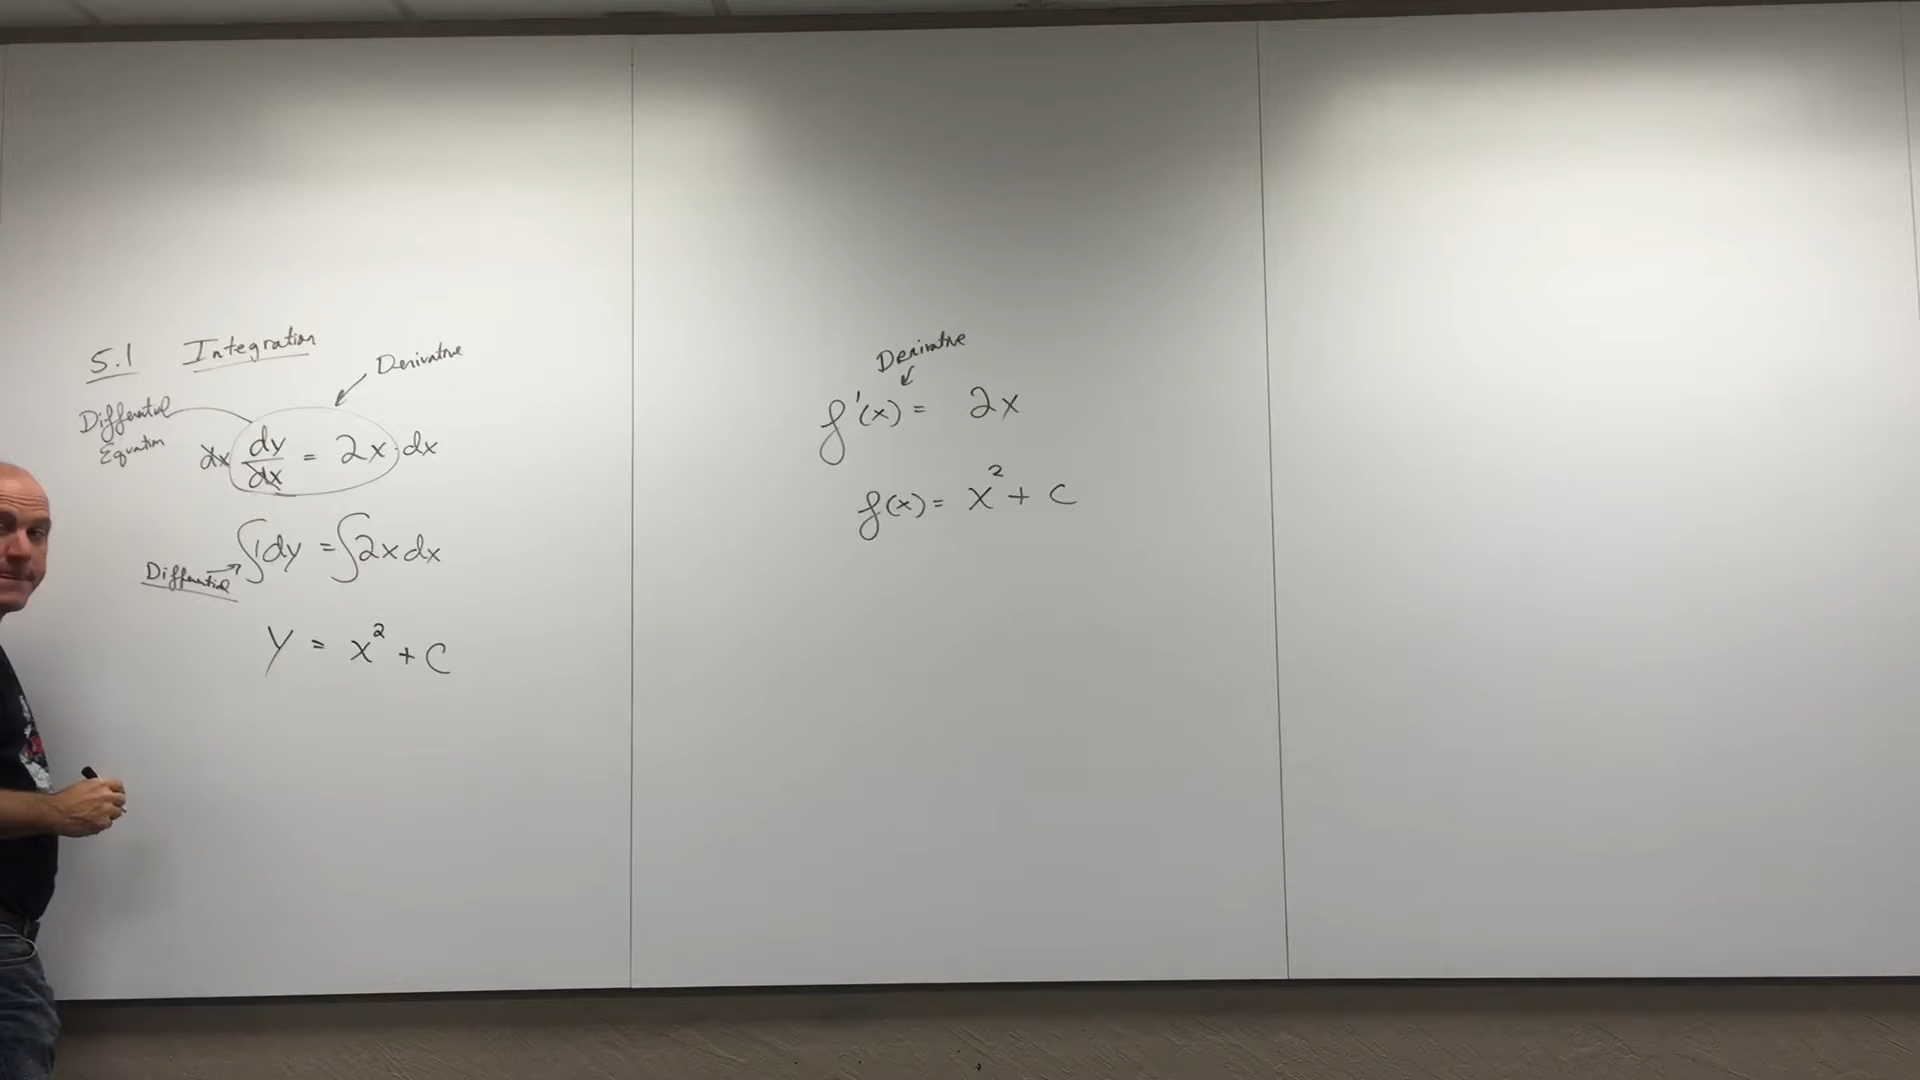 5.1 Integration
Derivative
Differential
Equation
dx dy/dx = 2x · dx
∫1dy = ∫2x dx
Differential
y = x² + C
Derivative
f'(x) = 2x
f(x) = x² + C